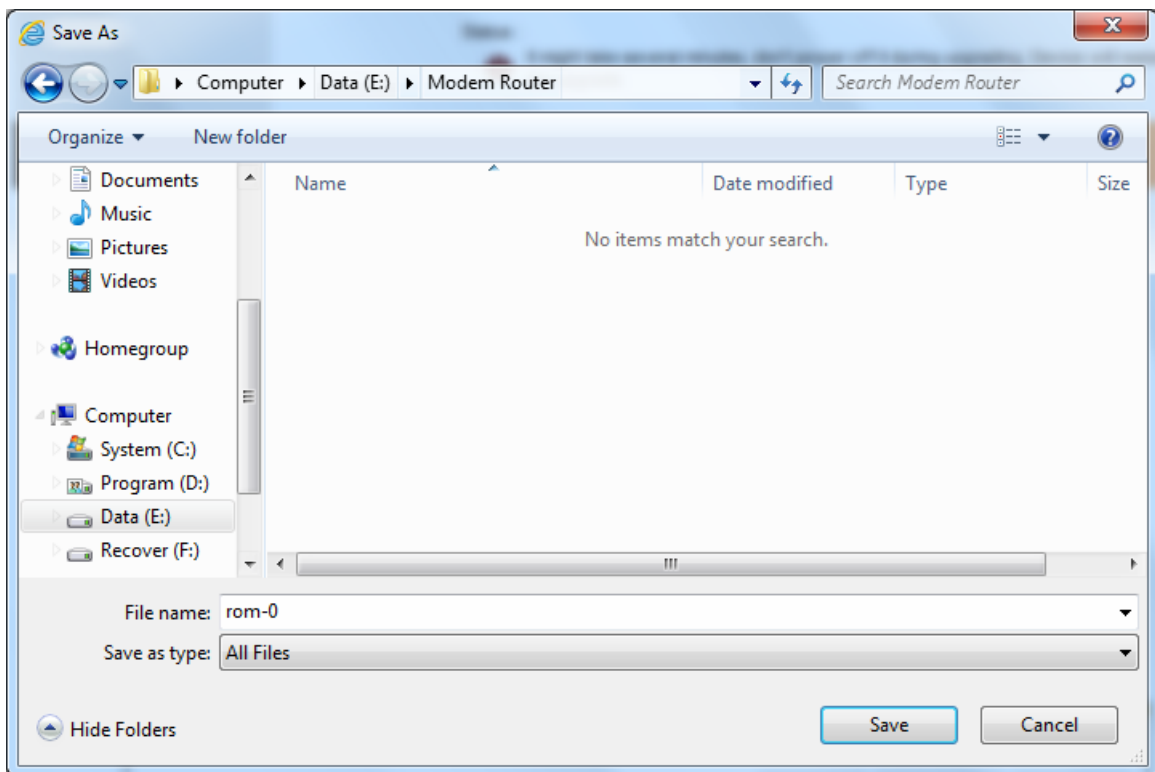 Save As
Computer Data (E:) Modem Router Search Modem Router
Organize New folder
Documents
Music
Pictures
Videos
Homegroup
Computer
System (C:)
Program (D:)
Data (E:)
Recover (F:)
Name Date modified Type Size
No items match your search.
File name: rom-0
Save as type: All Files
Hide Folders Save Cancel